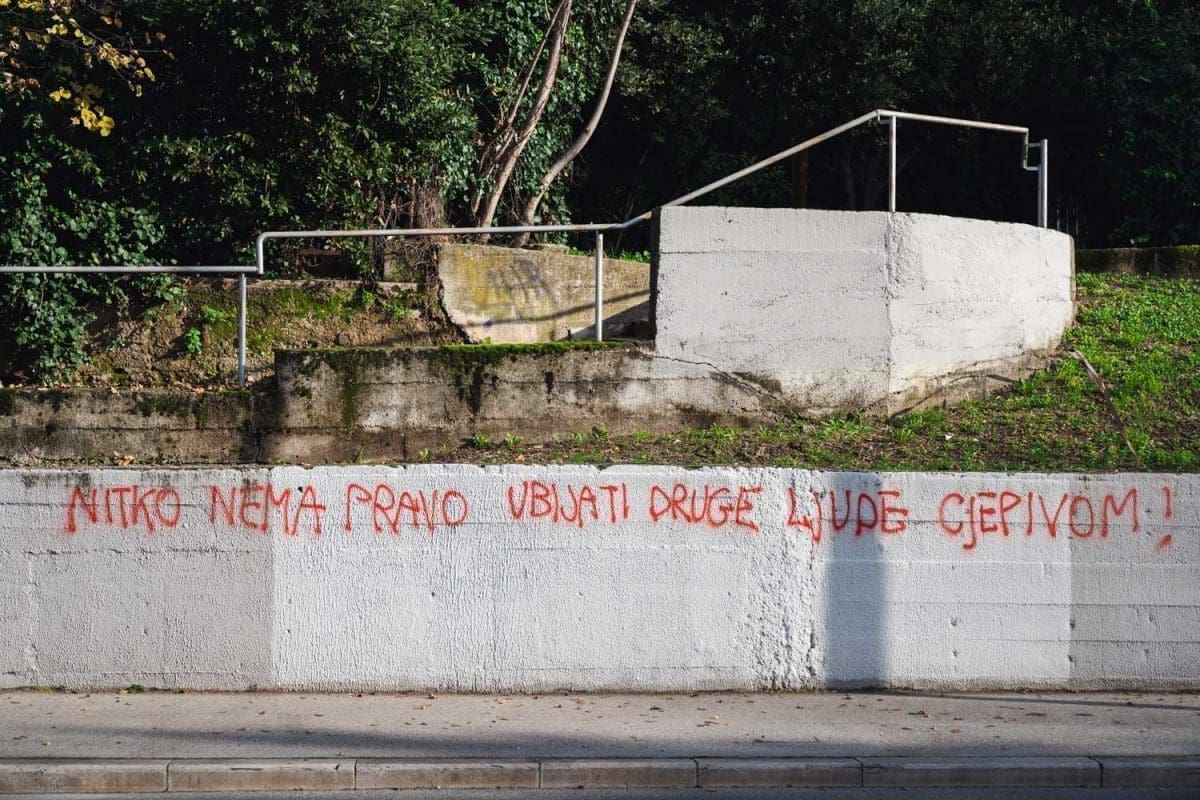 NITKO NEMA PRAVO UBIJATI DRUGE LJUDE CJEPIVOM!